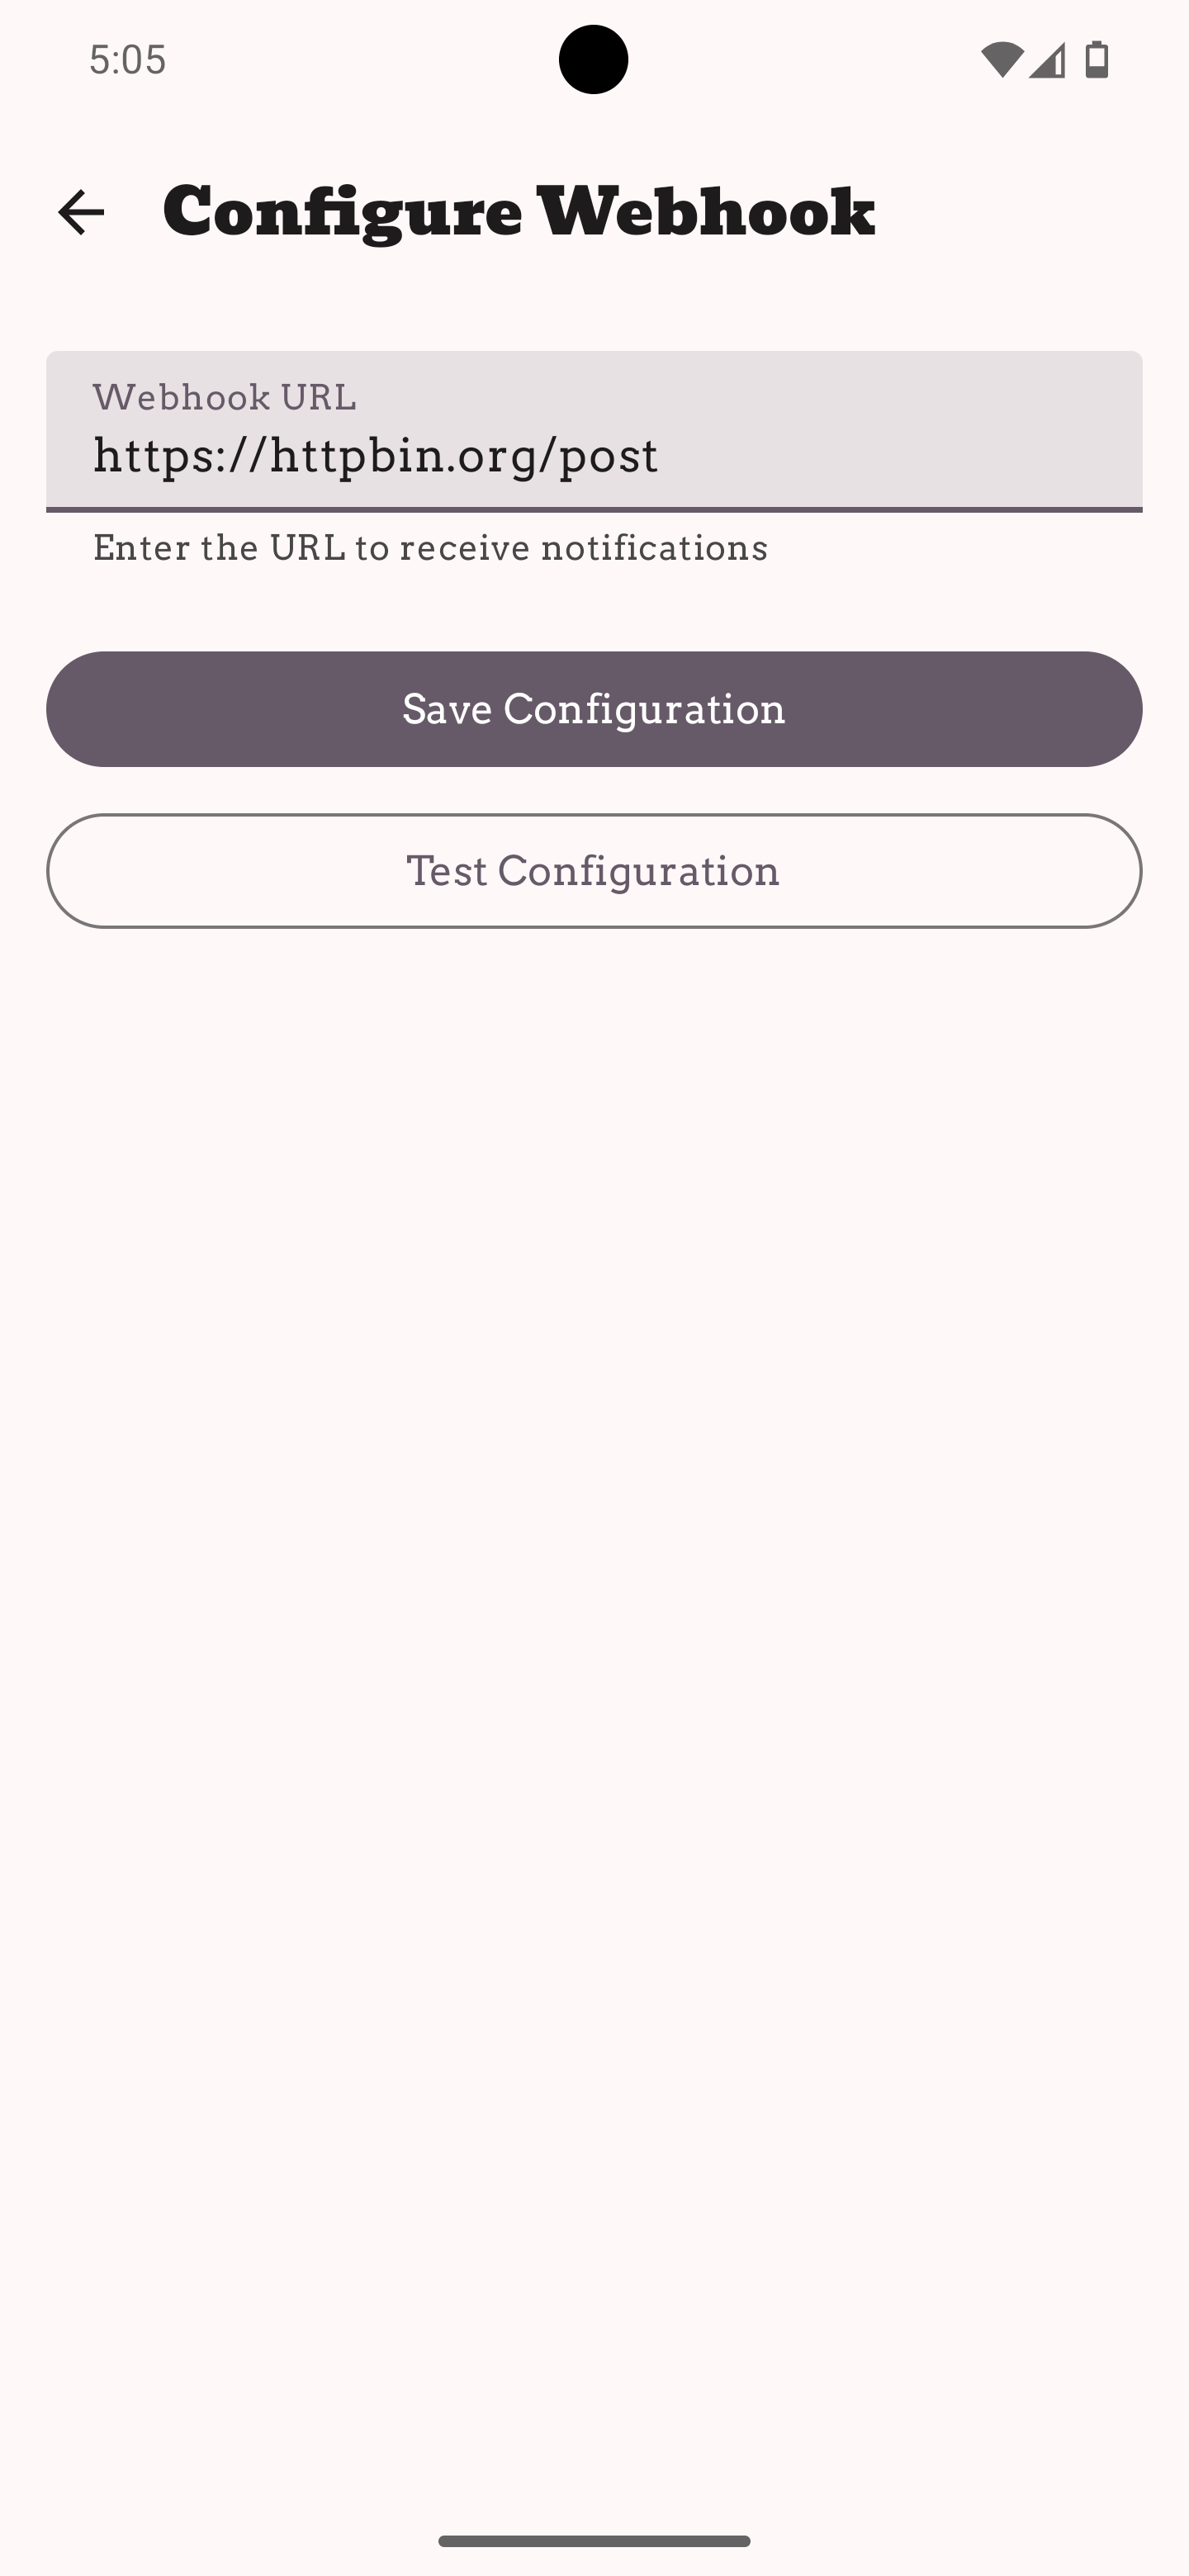 5:05
Configure Webhook
Webhook URL
https://httpbin.org/post
Enter the URL to receive notifications
Save Configuration
Test Configuration